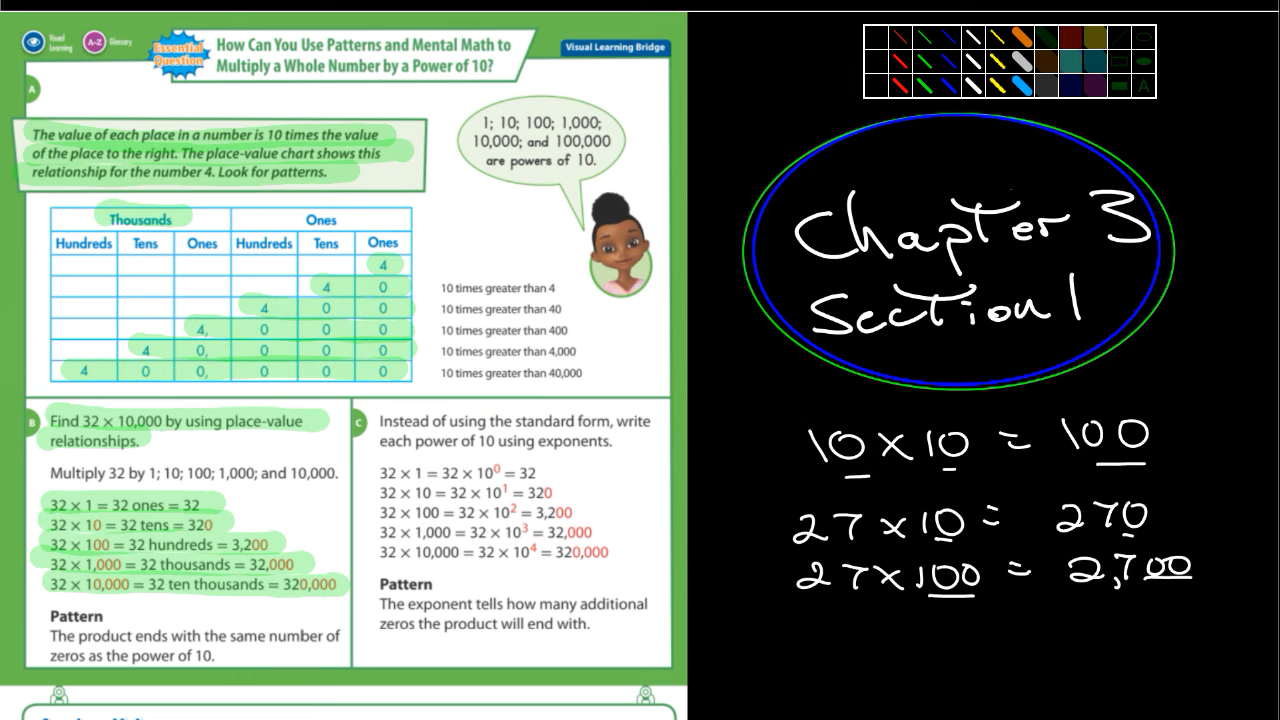 Visual
Learning
A-Z
Glossary
Essential
Question
How Can You Use Patterns and Mental Math to
Multiply a Whole Number by a Power of 10?
Visual Learning Bridge
A
The value of each place in a number is 10 times the value
of the place to the right. The place-value chart shows this
relationship for the number 4. Look for patterns.
1; 10; 100; 1,000;
10,000; and 100,000
are powers of 10.
Thousands Ones
Hundreds Tens Ones Hundreds Tens Ones
4
4 0 10 times greater than 4
4 0 0 10 times greater than 40
4, 0 0 0 10 times greater than 400
4 0, 0 0 0 10 times greater than 4,000
4 0 0, 0 0 0 10 times greater than 40,000
B
Find 32 × 10,000 by using place-value
relationships.
Multiply 32 by 1; 10; 100; 1,000; and 10,000.
32 × 1 = 32 ones = 32
32 × 10 = 32 tens = 320
32 × 100 = 32 hundreds = 3,200
32 × 1,000 = 32 thousands = 32,000
32 × 10,000 = 32 ten thousands = 320,000
Pattern
The product ends with the same number of
zeros as the power of 10.
C
Instead of using the standard form, write
each power of 10 using exponents.
32 × 1 = 32 × 10⁰ = 32
32 × 10 = 32 × 10¹ = 320
32 × 100 = 32 × 10² = 3,200
32 × 1,000 = 32 × 10³ = 32,000
32 × 10,000 = 32 × 10⁴ = 320,000
Pattern
The exponent tells how many additional
zeros the product will end with.
A
Chapter 3
Section 1
10 × 10 = 100
27 × 10 = 270
27 × 100 = 2,700